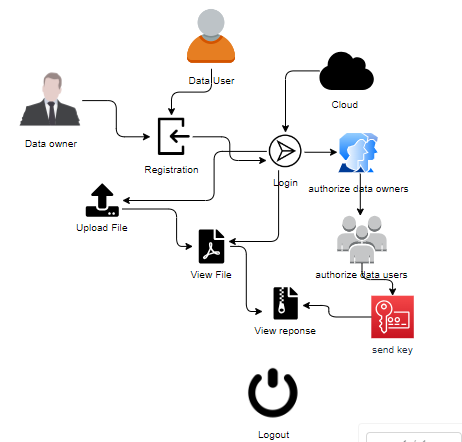 Data User
Cloud
Data owner
Registration
Login
authorize data owners
Upload File
View File
authorize data users
View reponse
send key
Logout